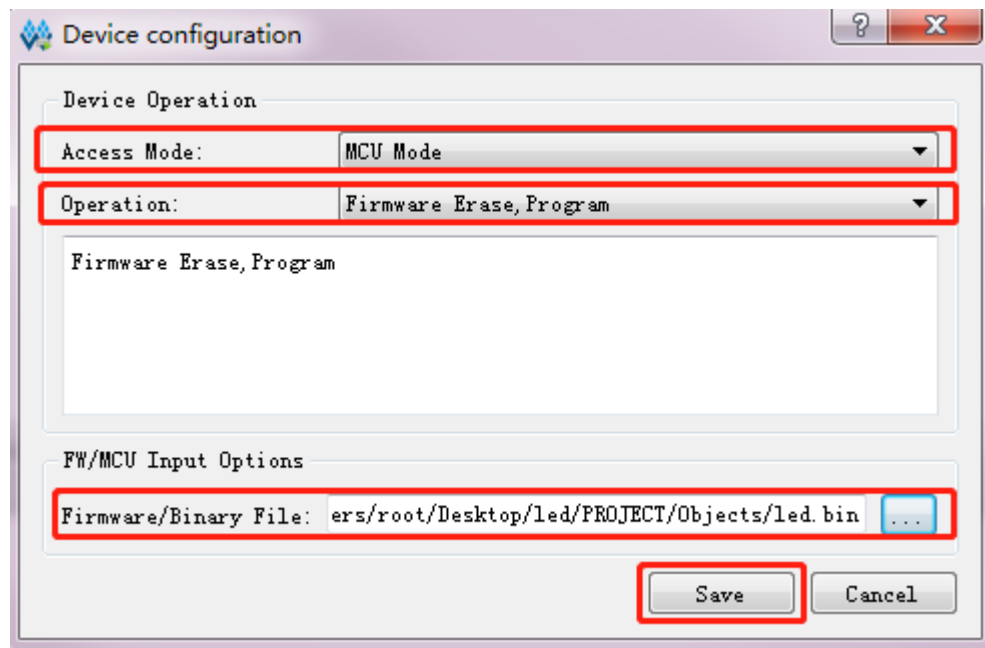 Device configuration
Device Operation
Access Mode: MCU Mode
Operation: Firmware Erase,Program
Firmware Erase,Program
FW/MCU Input Options
Firmware/Binary File: ers/root/Desktop/led/PROJECT/Objects/led.bin ...
Save Cancel